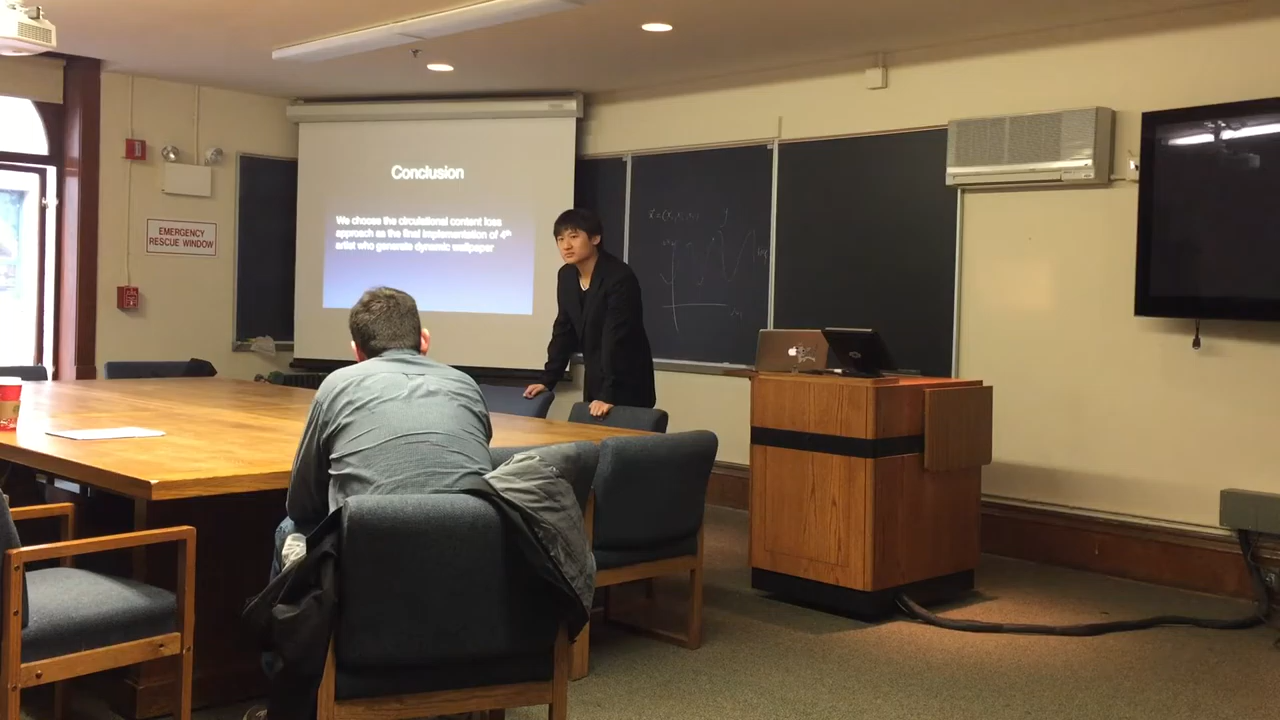 Conclusion
We choose the circulational content loss
approach as the final implementation of 4th
artist who generate dynamic wallpaper
EMERGENCY
RESCUE WINDOW